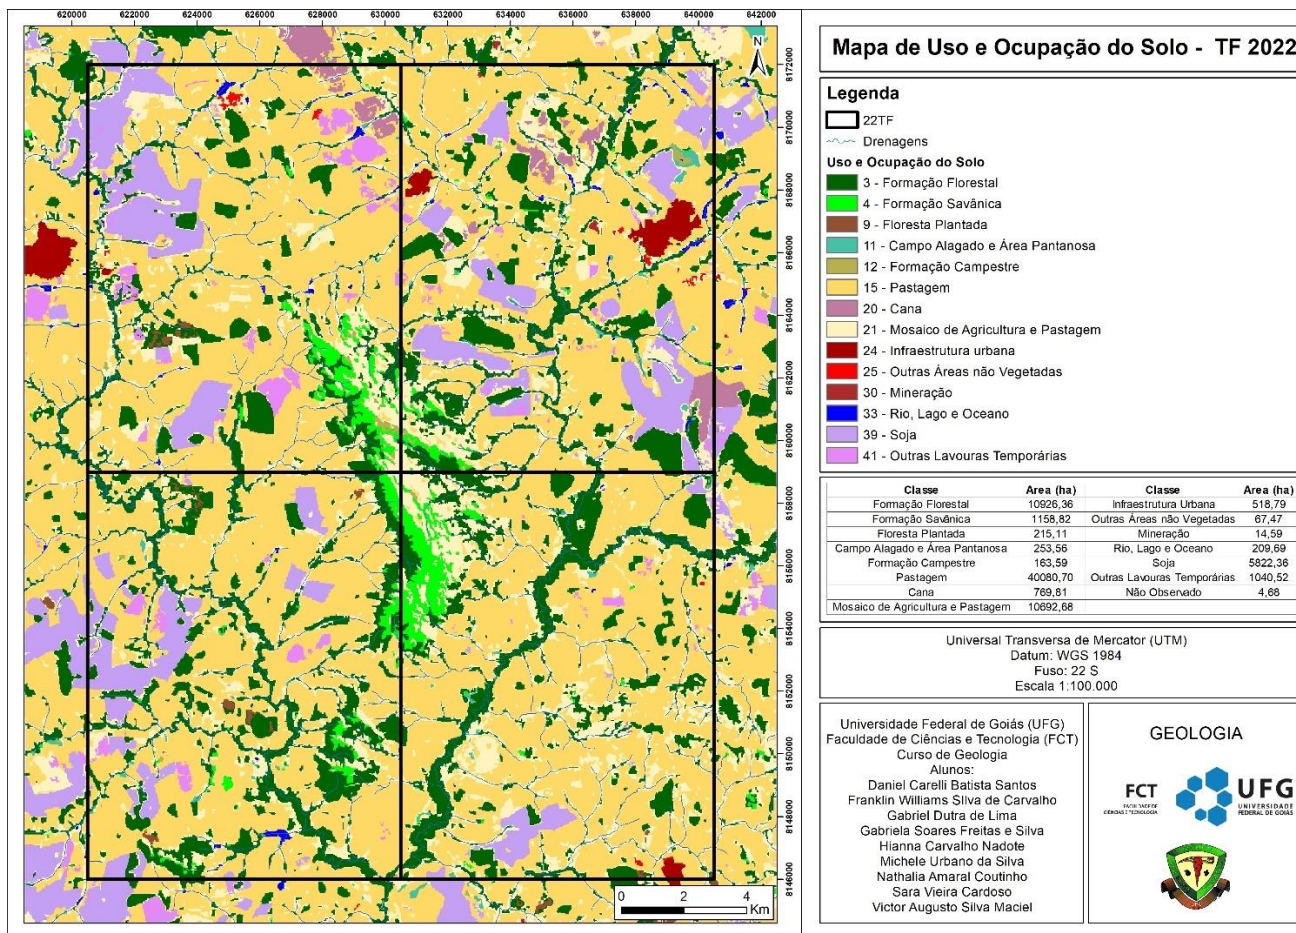 620000 622000 624000 626000 628000 630000 632000 634000 636000 638000 640000 642000
N
8172000
8170000
8168000
8166000
8164000
8162000
8160000
8158000
8156000
8154000
8152000
8150000
8148000
8146000
0 2 4
Km
Mapa de Uso e Ocupação do Solo - TF 2022
Legenda
22TF
Drenagens
Uso e Ocupação do Solo
3 - Formação Florestal
4 - Formação Savânica
9 - Floresta Plantada
11 - Campo Alagado e Área Pantanosa
12 - Formação Campestre
15 - Pastagem
20 - Cana
21 - Mosaico de Agricultura e Pastagem
24 - Infraestrutura urbana
25 - Outras Áreas não Vegetadas
30 - Mineração
33 - Rio, Lago e Oceano
39 - Soja
41 - Outras Lavouras Temporárias
Classe Area (ha) Classe Area (ha)
Formação Florestal 10926,36 Infraestrutura Urbana 518,79
Formação Savânica 1158,82 Outras Áreas não Vegetadas 67,47
Floresta Plantada 215,11 Mineração 14,59
Campo Alagado e Área Pantanosa 253,56 Rio, Lago e Oceano 209,69
Formação Campestre 163,59 Soja 5822,36
Pastagem 40080,70 Outras Lavouras Temporárias 1040,52
Cana 769,81 Não Observado 4,68
Mosaico de Agricultura e Pastagem 10692,68
Universal Transversa de Mercator (UTM)
Datum: WGS 1984
Fuso: 22 S
Escala 1:100.000
Universidade Federal de Goiás (UFG)
Faculdade de Ciências e Tecnologia (FCT)
Curso de Geologia
Alunos:
Daniel Carelli Batista Santos
Franklin Williams SIlva de Carvalho
Gabriel Dutra de Lima
Gabriela Soares Freitas e Silva
Hianna Carvalho Nadote
Michele Urbano da Silva
Nathalia Amaral Coutinho
Sara Vieira Cardoso
Victor Augusto Silva Maciel
GEOLOGIA
FCT
FACULDADE DE
CIÊNCIAS E TECNOLOGIA
UFG
UNIVERSIDADE
FEDERAL DE GOIÁS